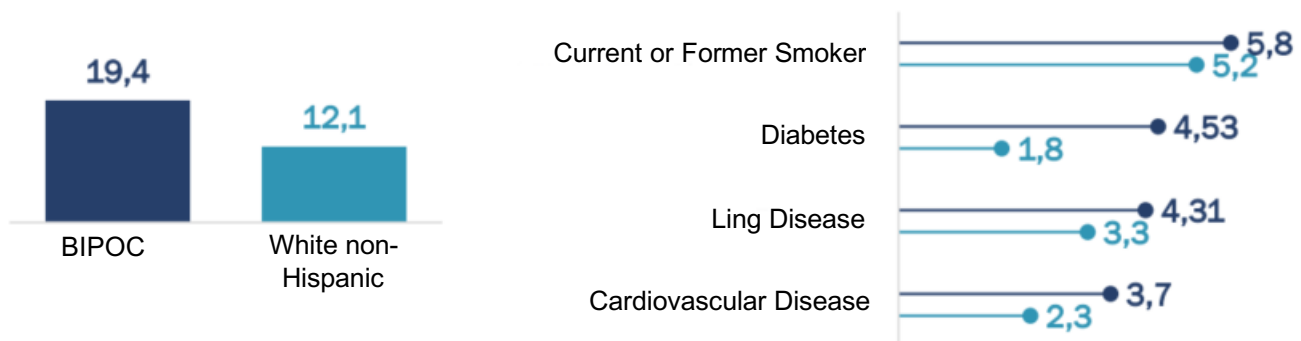 19,4
12,1
BIPOC
White non-
Hispanic
Current or Former Smoker
5,8
5,2
Diabetes
4,53
1,8
Ling Disease
4,31
3,3
Cardiovascular Disease
3,7
2,3